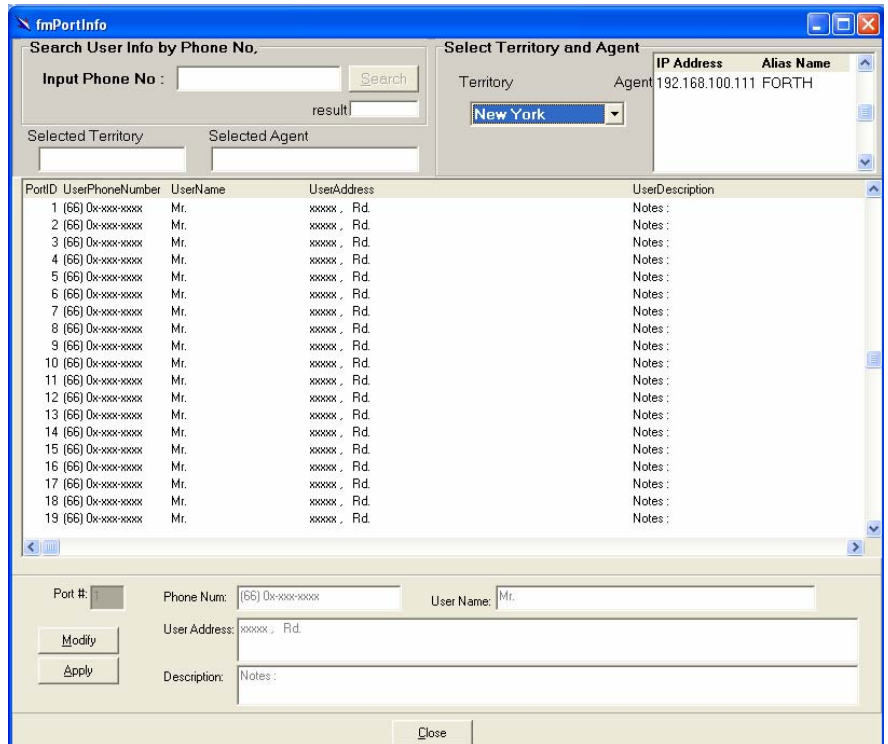 fmPortInfo
Search User Info by Phone No,
Input Phone No :
Search
result
Selected Territory
Selected Agent
Select Territory and Agent
Territory
New York
Agent
IP Address Alias Name
192.168.100.111 FORTH
PortID UserPhoneNumber UserName UserAddress UserDescription
1 (66) 0x-xxx-xxxx Mr. xxxxx , Rd. Notes :
2 (66) 0x-xxx-xxxx Mr. xxxxx , Rd. Notes :
3 (66) 0x-xxx-xxxx Mr. xxxxx , Rd. Notes :
4 (66) 0x-xxx-xxxx Mr. xxxxx , Rd. Notes :
5 (66) 0x-xxx-xxxx Mr. xxxxx , Rd. Notes :
6 (66) 0x-xxx-xxxx Mr. xxxxx , Rd. Notes :
7 (66) 0x-xxx-xxxx Mr. xxxxx , Rd. Notes :
8 (66) 0x-xxx-xxxx Mr. xxxxx , Rd. Notes :
9 (66) 0x-xxx-xxxx Mr. xxxxx , Rd. Notes :
10 (66) 0x-xxx-xxxx Mr. xxxxx , Rd. Notes :
11 (66) 0x-xxx-xxxx Mr. xxxxx , Rd. Notes :
12 (66) 0x-xxx-xxxx Mr. xxxxx , Rd. Notes :
13 (66) 0x-xxx-xxxx Mr. xxxxx , Rd. Notes :
14 (66) 0x-xxx-xxxx Mr. xxxxx , Rd. Notes :
15 (66) 0x-xxx-xxxx Mr. xxxxx , Rd. Notes :
16 (66) 0x-xxx-xxxx Mr. xxxxx , Rd. Notes :
17 (66) 0x-xxx-xxxx Mr. xxxxx , Rd. Notes :
18 (66) 0x-xxx-xxxx Mr. xxxxx , Rd. Notes :
19 (66) 0x-xxx-xxxx Mr. xxxxx , Rd. Notes :
Port #: 1 Phone Num: (66) 0x-xxx-xxxx User Name: Mr.
Modify
User Address: xxxxx , Rd.
Apply
Description: Notes :
Close